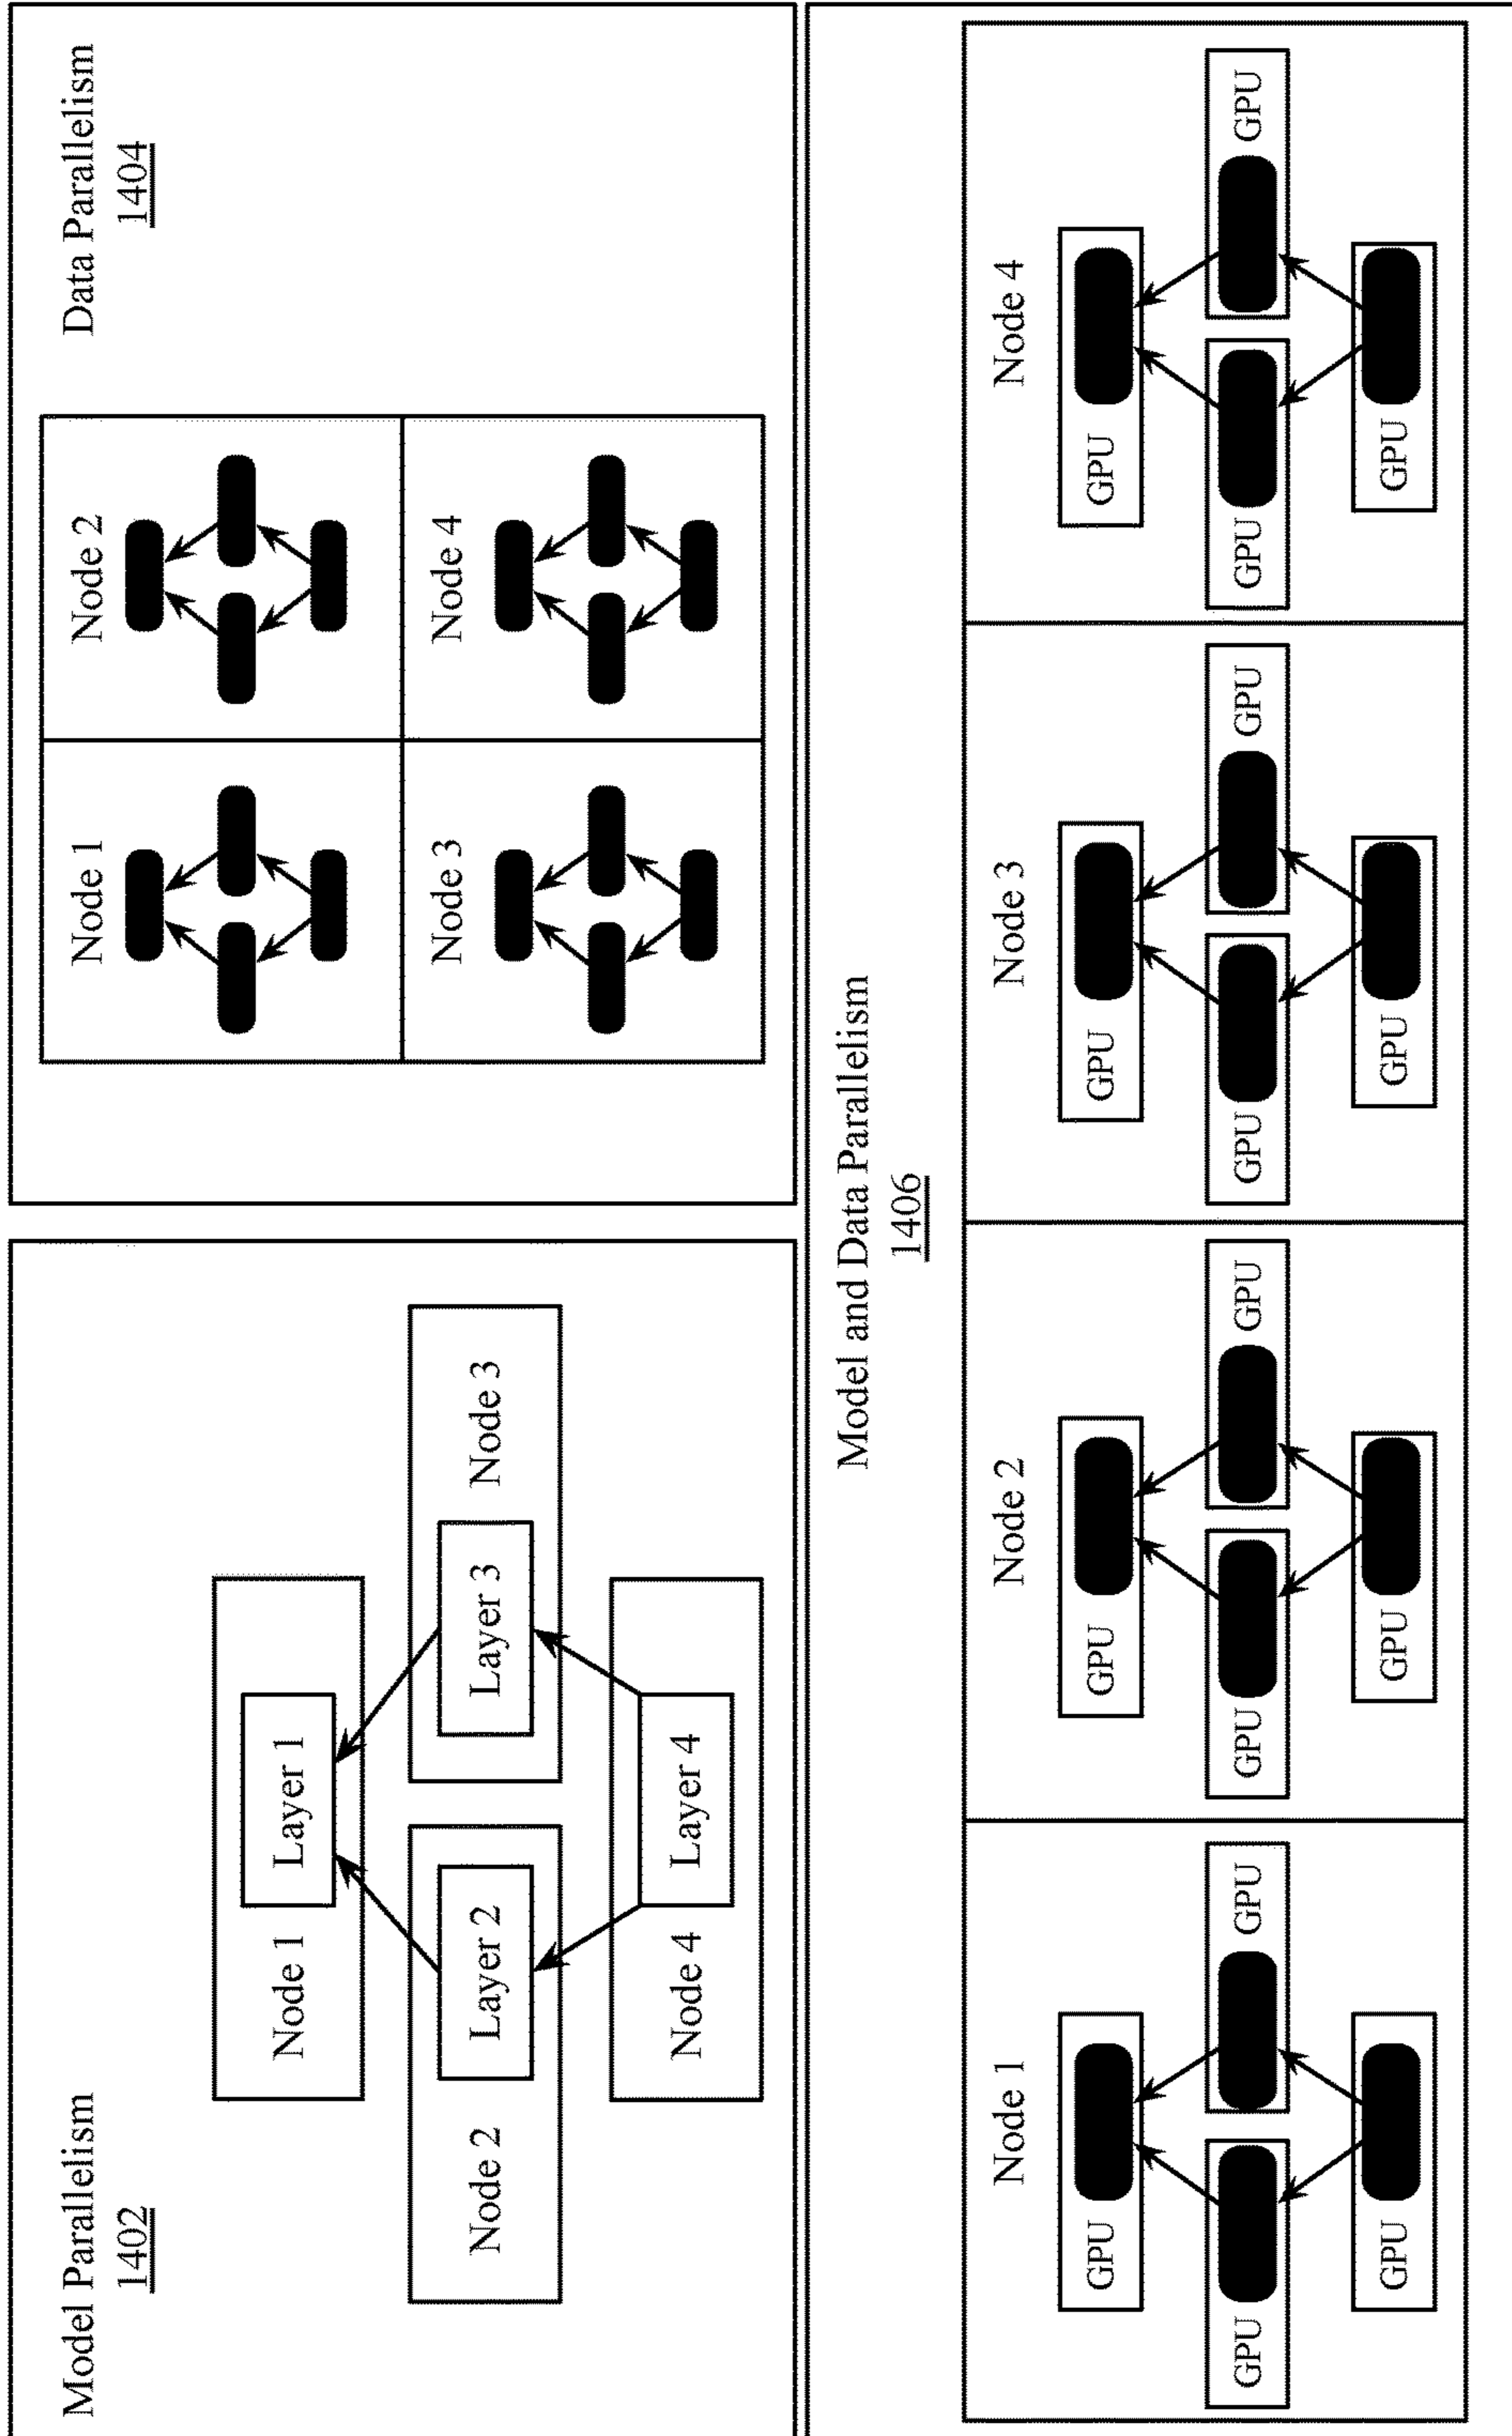 Model Parallelism
1402
Node 1
Layer 1
Node 2
Layer 2
Layer 3
Node 3
Node 4
Layer 4
Data Parallelism
1404
Node 1
Node 2
Node 3
Node 4
Model and Data Parallelism
1406
Node 1
GPU
GPU
GPU
GPU
Node 2
GPU
GPU
GPU
GPU
Node 3
GPU
GPU
GPU
GPU
Node 4
GPU
GPU
GPU
GPU